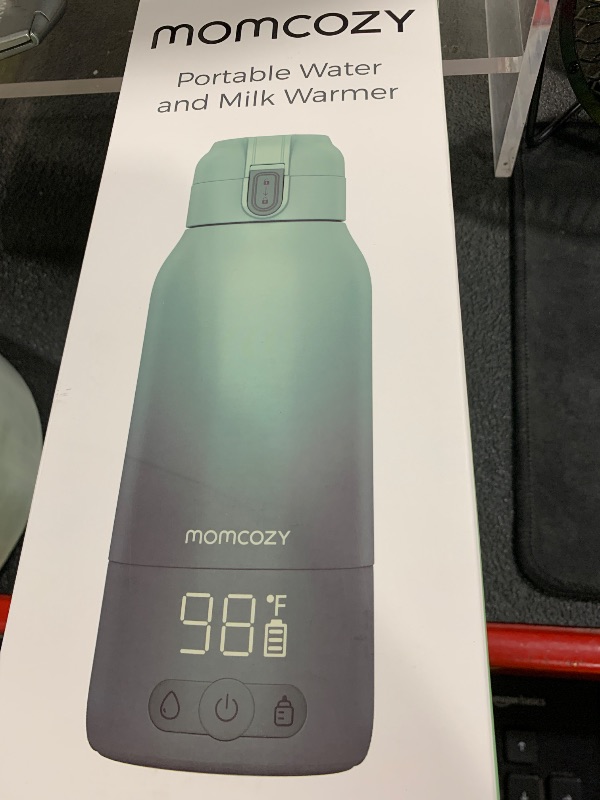 momcozy
Portable Water
and Milk Warmer
momcozy
98 °F